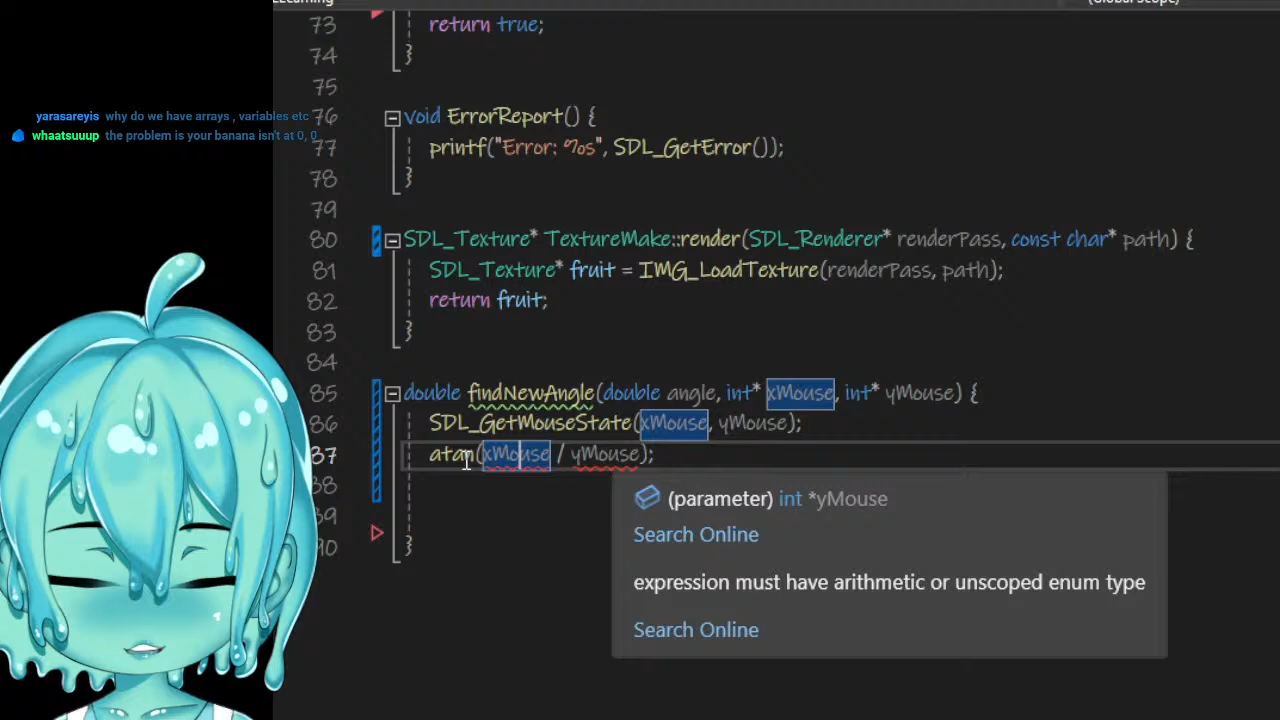 (Global Scope)
73 return true;
74 }
75
yarasareyis why do we have arrays , variables etc
whaatsuuup the problem is your banana isn't at 0, 0
76 void ErrorReport() {
77 printf("Error: %s", SDL_GetError());
78 }
79
80 SDL_Texture* TextureMake::render(SDL_Renderer* renderPass, const char* path) {
81 SDL_Texture* fruit = IMG_LoadTexture(renderPass, path);
82 return fruit;
83 }
84
85 double findNewAngle(double angle, int* xMouse, int* yMouse) {
86 SDL_GetMouseState(xMouse, yMouse);
87 atan(xMouse / yMouse);
88
89
90 }
(parameter) int *yMouse
Search Online
expression must have arithmetic or unscoped enum type
Search Online